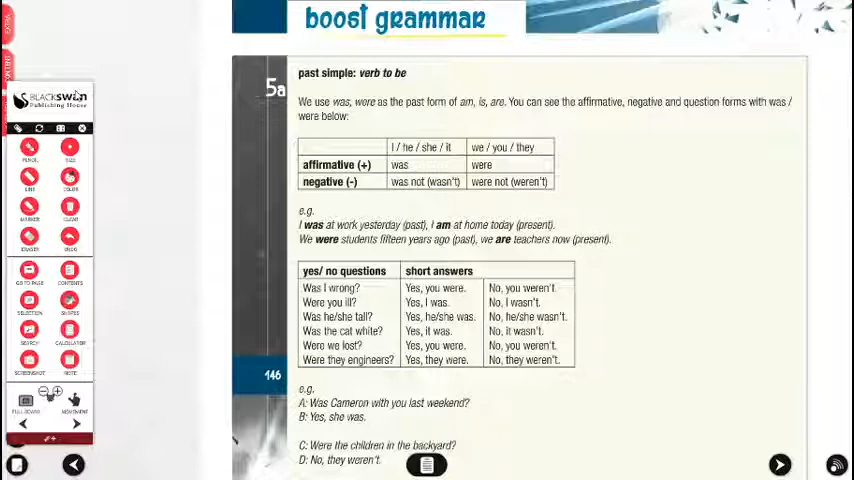 boost grammar
VIDEO
CONTENT
5a
past simple: verb to be
We use was, were as the past form of am, is, are. You can see the affirmative, negative and question forms with was /
were below:
I / he / she / it we / you / they
affirmative (+) was were
negative (-) was not (wasn't) were not (weren't)
e.g.
I was at work yesterday (past), I am at home today (present).
We were students fifteen years ago (past), we are teachers now (present).
yes/ no questions short answers
Was I wrong? Yes, you were. No, you weren't.
Were you ill? Yes, I was. No, I wasn't.
Was he/she tall? Yes, he/she was. No, he/she wasn't.
Was the cat white? Yes, it was. No, it wasn't.
Were we lost? Yes, you were. No, you weren't.
Were they engineers? Yes, they were. No, they weren't.
146
e.g.
A: Was Cameron with you last weekend?
B: Yes, she was.
C: Were the children in the backyard?
D: No, they weren't.
BLACKSWAN
Publishing House
PENCIL SIZE
LINE COLOR
MARKER CLEAR
ERASER UNDO
GO TO PAGE CONTENTS
SELECTION SHAPES
SEARCH CALCULATOR
SCREENSHOT NOTE
FULL BOARD MOVEMENT